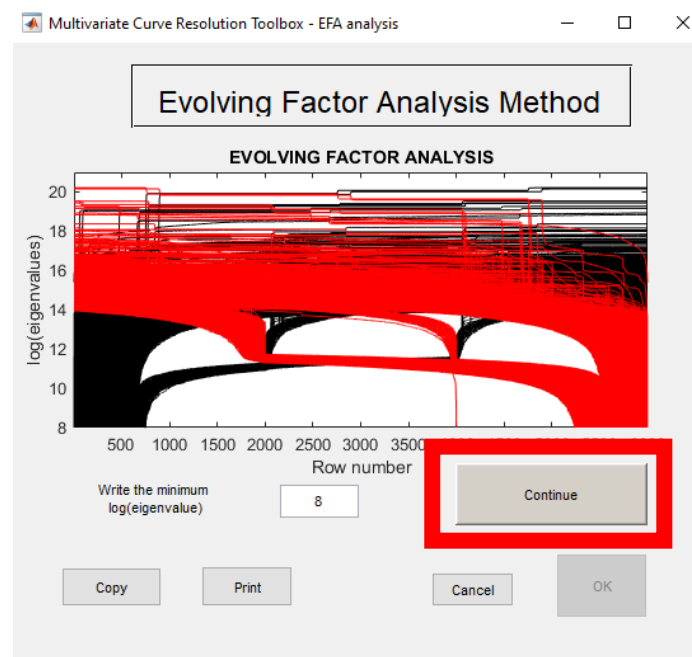 Multivariate Curve Resolution Toolbox - EFA analysis
Evolving Factor Analysis Method
EVOLVING FACTOR ANALYSIS
log(eigenvalues)
20
18
16
14
12
10
8
500 1000 1500 2000 2500 3000
Row number
Write the minimum
log(eigenvalue)
8
Continue
Copy
Print
Cancel
OK